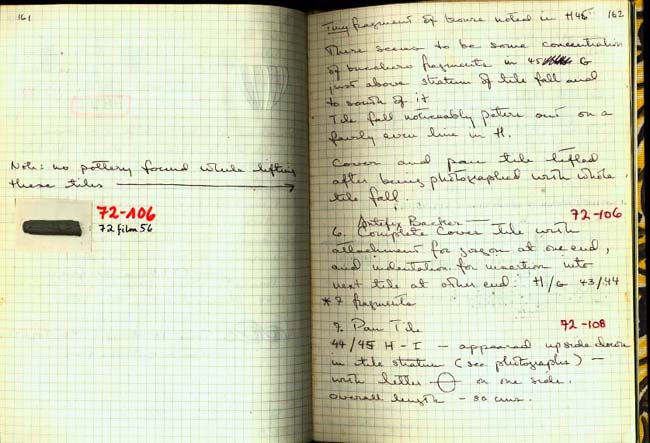 161
Note: no pottery found while lifting
these tiles
72-106
72 film 56
162
Tiny fragment of bronze noted in H45
There seems to be some concentration
of bucchero fragments in 45 G
just above stratum of tile fall and
to south of it
Tile fall noticeably peters out on a
fairly even line in H.
Cover and pan tile lifted
after being photographed with whole
tile fall.
Antefix Backer
72-106
6. Complete Cover tile with
attachment for gorgon at one end,
and indentation for insertion into
next tile at other end. H/G 43/44
* 7 fragments
7. Pan Tile 72-108
44/45 H-I – appeared upside down
in tile stratum (see photographs) –
with letter on one side.
overall length – 80 cms.